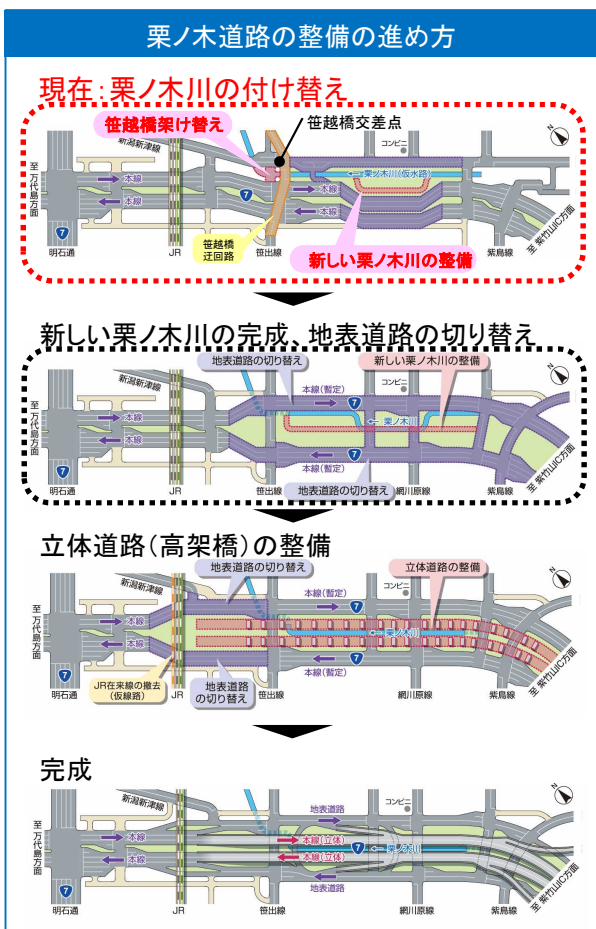 栗ノ木道路の整備の進め方
現在：栗ノ木川の付け替え
新潟新津線
笹越橋架け替え
笹越橋交差点
コンビニ
至 万代島方面
本線
本線
7
7
本線
本線
栗ノ木川(仮水路)
笹越橋
迂回路
新しい栗ノ木川の整備
明石通
JR
笹出線
紫鳥線
至 紫竹山IC方面
新しい栗ノ木川の完成、地表道路の切り替え
新潟新津線
地表道路の切り替え
新しい栗ノ木川の整備
コンビニ
至 万代島方面
本線
本線
本線(暫定)
7
栗ノ木川
本線(暫定)
7
地表道路の切り替え
明石通
JR
笹出線
網川原線
紫鳥線
至 紫竹山IC方面
立体道路(高架橋)の整備
新潟新津線
地表道路の切り替え
立体道路の整備
コンビニ
至 万代島方面
本線
本線
本線(暫定)
7
栗ノ木川
本線(暫定)
7
JR在来線の撤去
(仮線路)
地表道路
の切り替え
明石通
JR
笹出線
網川原線
紫鳥線
至 紫竹山IC方面
完成
新潟新津線
コンビニ
地表道路
至 万代島方面
本線
本線
本線(立体)
本線(立体)
7
栗ノ木川
地表道路
7
明石通
JR
笹出線
網川原線
紫鳥線
至 紫竹山IC方面